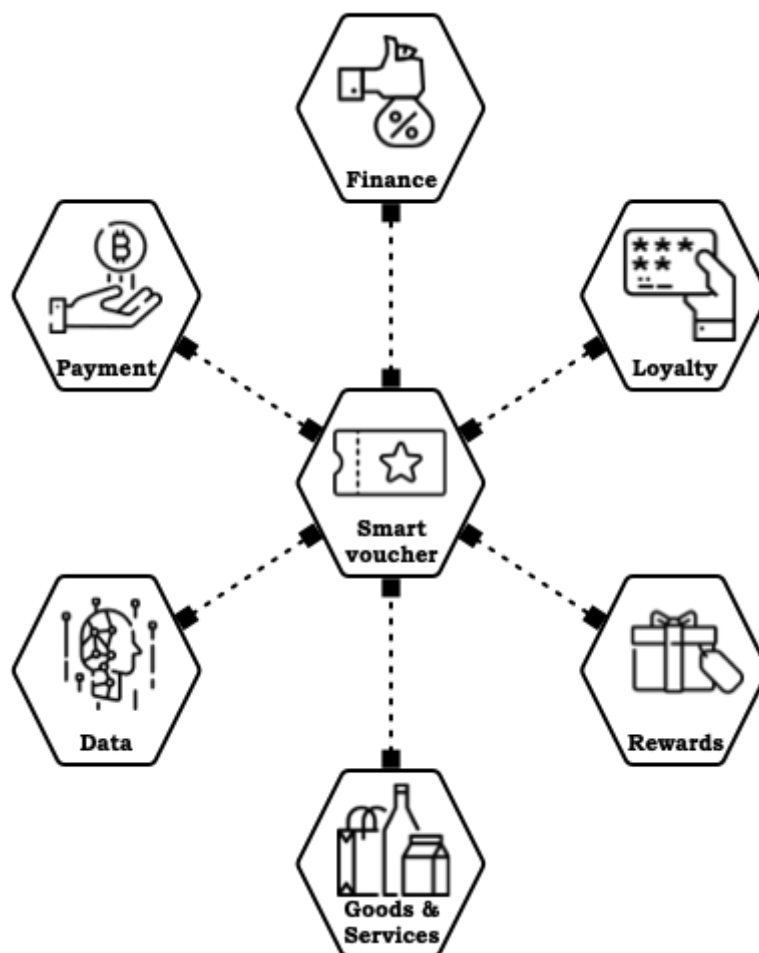 Finance
Payment
Loyalty
Smart
voucher
Data
Rewards
Goods &
Services